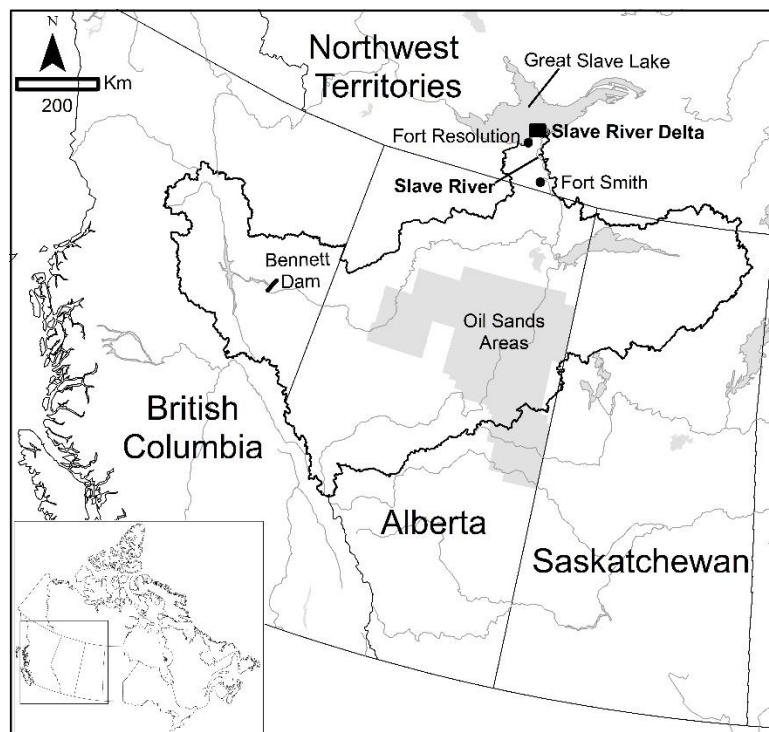 N
Km
200
Northwest
Territories
Great Slave Lake
Fort Resolution
Slave River Delta
Slave River
Fort Smith
Bennett
Dam
Oil Sands
Areas
British
Columbia
Alberta
Saskatchewan